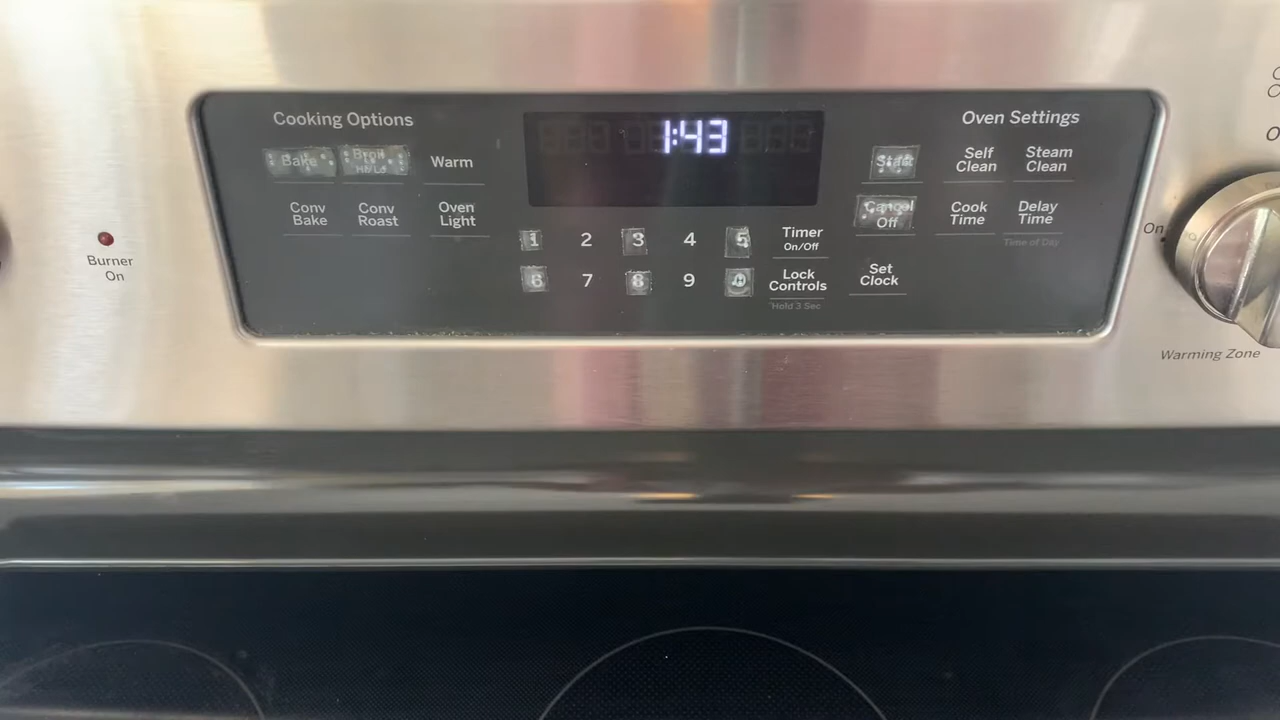 Cooking Options
Bake
Broil
Hi/Lo
Warm
Conv
Bake
Conv
Roast
Oven
Light
1:43
1 2 3 4 5
6 7 8 9 0
Timer
On/Off
Lock
Controls
Hold 3 Sec
Oven Settings
Start
Self
Clean
Steam
Clean
Cancel
Off
Cook
Time
Delay
Time
Time of Day
Set
Clock
Burner
On
On
Warming Zone